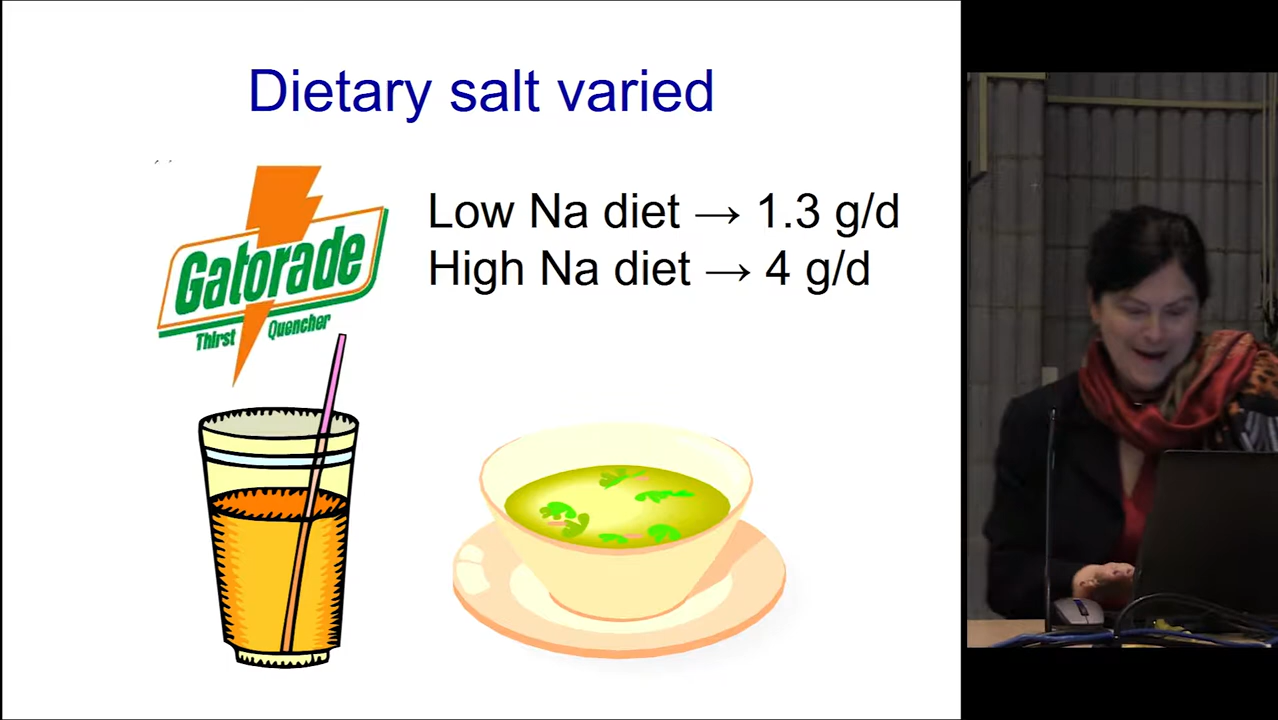 Dietary salt varied
Low Na diet → 1.3 g/d
High Na diet → 4 g/d
Gatorade
Thirst Quencher